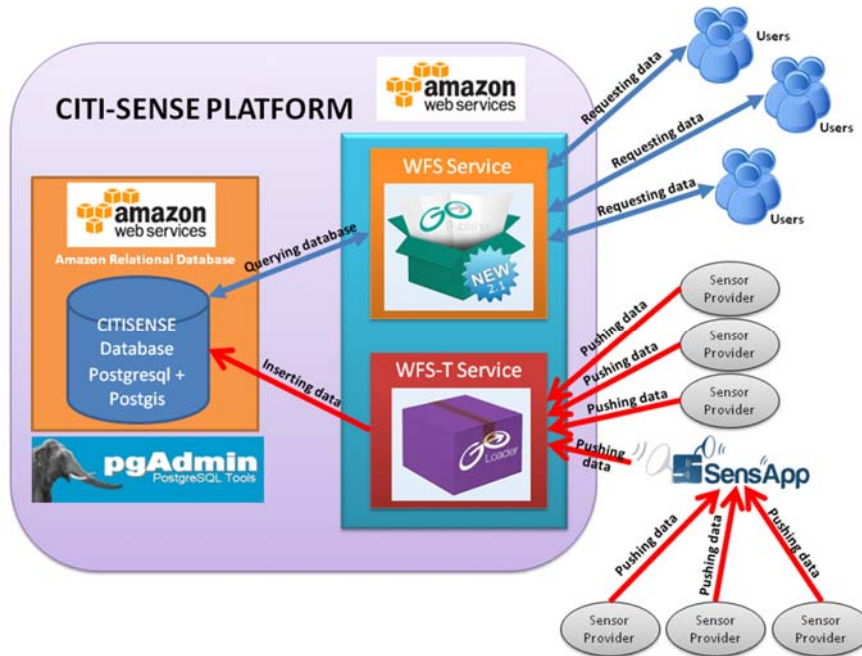 CITI-SENSE PLATFORM
amazon
web services
amazon
web services
Amazon Relational Database
CITISENSE
Database
Postgresql +
Postgis
pgAdmin
PostgreSQL Tools
Querying database
Inserting data
WFS Service
GO
Publisher
NEW
2.1
WFS-T Service
GO
Loader
Requesting data
Users
Requesting data
Users
Requesting data
Users
Pushing data
Sensor
Provider
Pushing data
Sensor
Provider
Pushing data
Sensor
Provider
Pushing
data
SensApp
Pushing data
Pushing data
Pushing data
Sensor
Provider
Sensor
Provider
Sensor
Provider